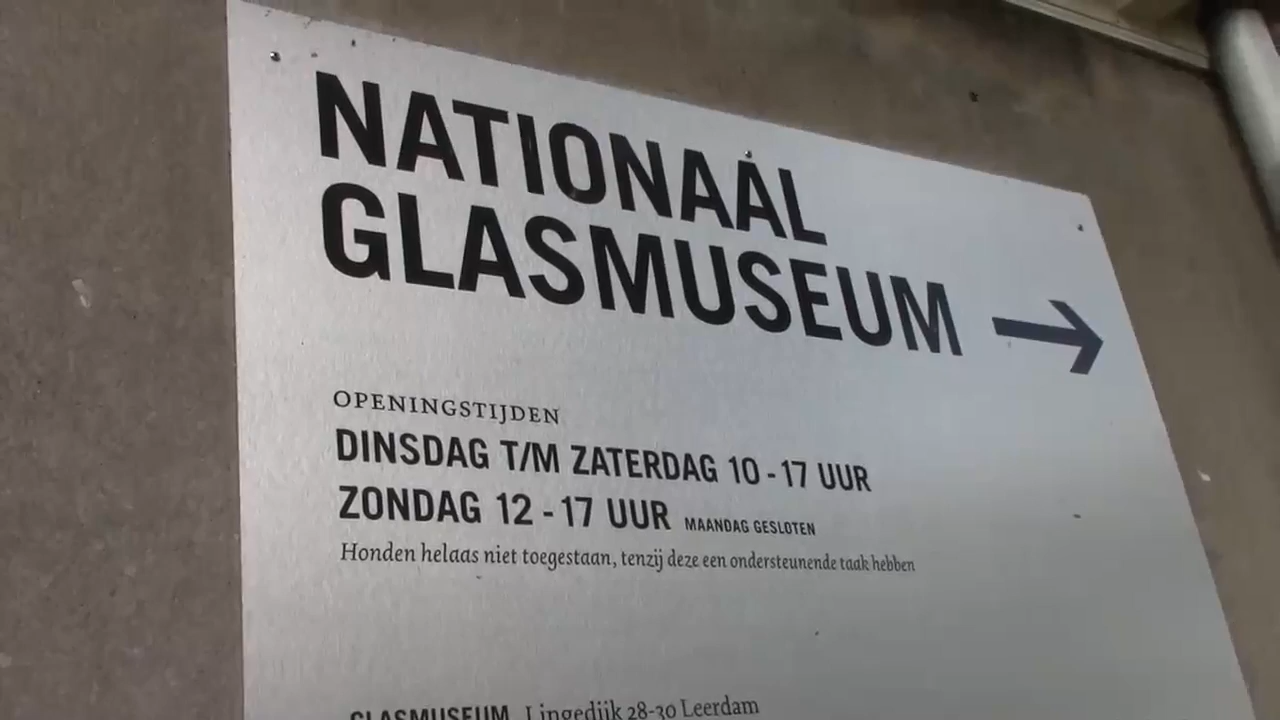 NATIONAAL
GLASMUSEUM →
OPENINGSTIJDEN
DINSDAG T/M ZATERDAG 10 - 17 UUR
ZONDAG 12 - 17 UUR MAANDAG GESLOTEN
Honden helaas niet toegestaan, tenzij deze een ondersteunende taak hebben
GLASMUSEUM Lingedijk 28-30 Leerdam